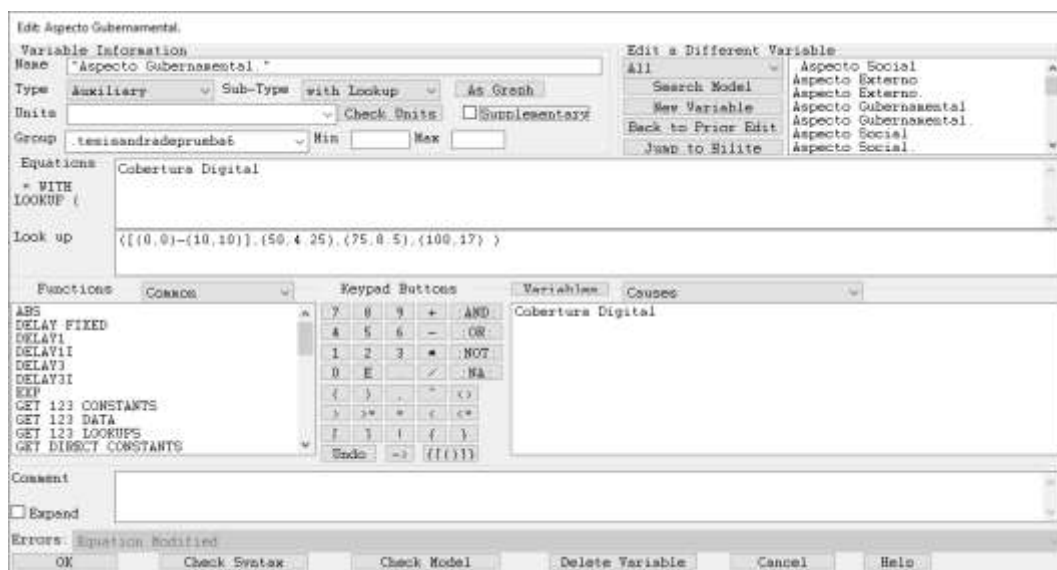 Edit: Aspecto Gubernamental.
Variable Information
Edit a Different Variable
Name "Aspecto Gubernamental."
All
Aspecto Social
Aspecto Externo
Aspecto Externo.
Aspecto Gubernamental
Aspecto Gubernamental.
Aspecto Social
Aspecto Social.
Type Auxiliary Sub-Type with Lookup As Graph
Search Model
Units Check Units Supplementary
New Variable
Back to Prior Edit
Group .tesisandradeprueba6 Min Max
Jump to Hilite
Equations Cobertura Digital
= WITH
LOOKUP (
Look up ([(0,0)-(10,10)],(50,4.25),(75,8.5),(100,17) )
Functions Common Keypad Buttons Variables Causes
ABS
DELAY FIXED
DELAY1
DELAY1I
DELAY3
DELAY3I
EXP
GET 123 CONSTANTS
GET 123 DATA
GET 123 LOOKUPS
GET DIRECT CONSTANTS
7 8 9 + :AND:
4 5 6 - :OR:
1 2 3 * :NOT:
0 E . / :NA:
( ) , ^ <>
> >= = < <=
[ ] ! { }
Undo -> {[()]}
Cobertura Digital
Comment
Expand
Errors: Equation Modified
OK Check Syntax Check Model Delete Variable Cancel Help